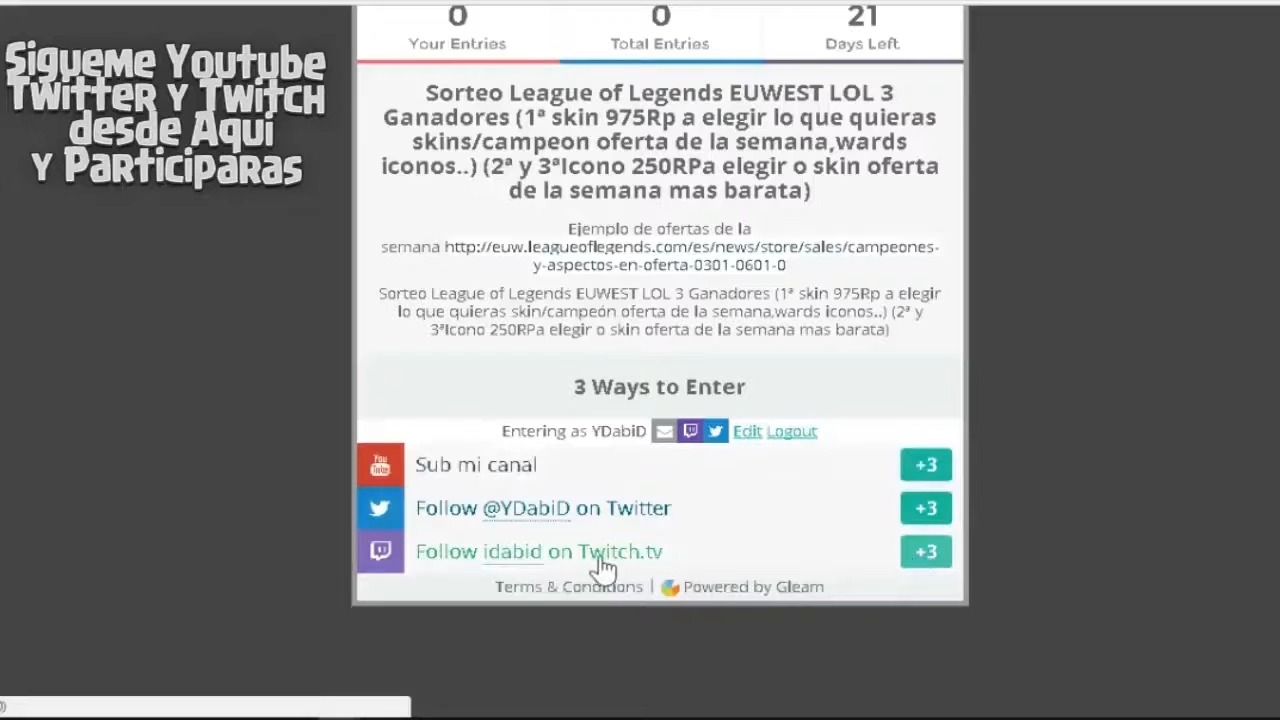 Sigueme Youtube
Twitter y Twitch
desde Aqui
y Participaras
0
Your Entries
0
Total Entries
21
Days Left
Sorteo League of Legends EUWEST LOL 3
Ganadores (1ª skin 975Rp a elegir lo que quieras
skins/campeon oferta de la semana,wards
iconos..) (2ª y 3ªIcono 250RPa elegir o skin oferta
de la semana mas barata)
Ejemplo de ofertas de la
semana http://euw.leagueoflegends.com/es/news/store/sales/campeones-
y-aspectos-en-oferta-0301-0601-0
Sorteo League of Legends EUWEST LOL 3 Ganadores (1ª skin 975Rp a elegir
lo que quieras skin/campeón oferta de la semana,wards iconos..) (2ª y
3ªIcono 250RPa elegir o skin oferta de la semana mas barata)
3 Ways to Enter
Entering as YDabiD Edit Logout
You Tube Sub mi canal +3
Follow @YDabiD on Twitter +3
Follow idabid on Twitch.tv +3
Terms & Conditions | Powered by Gleam